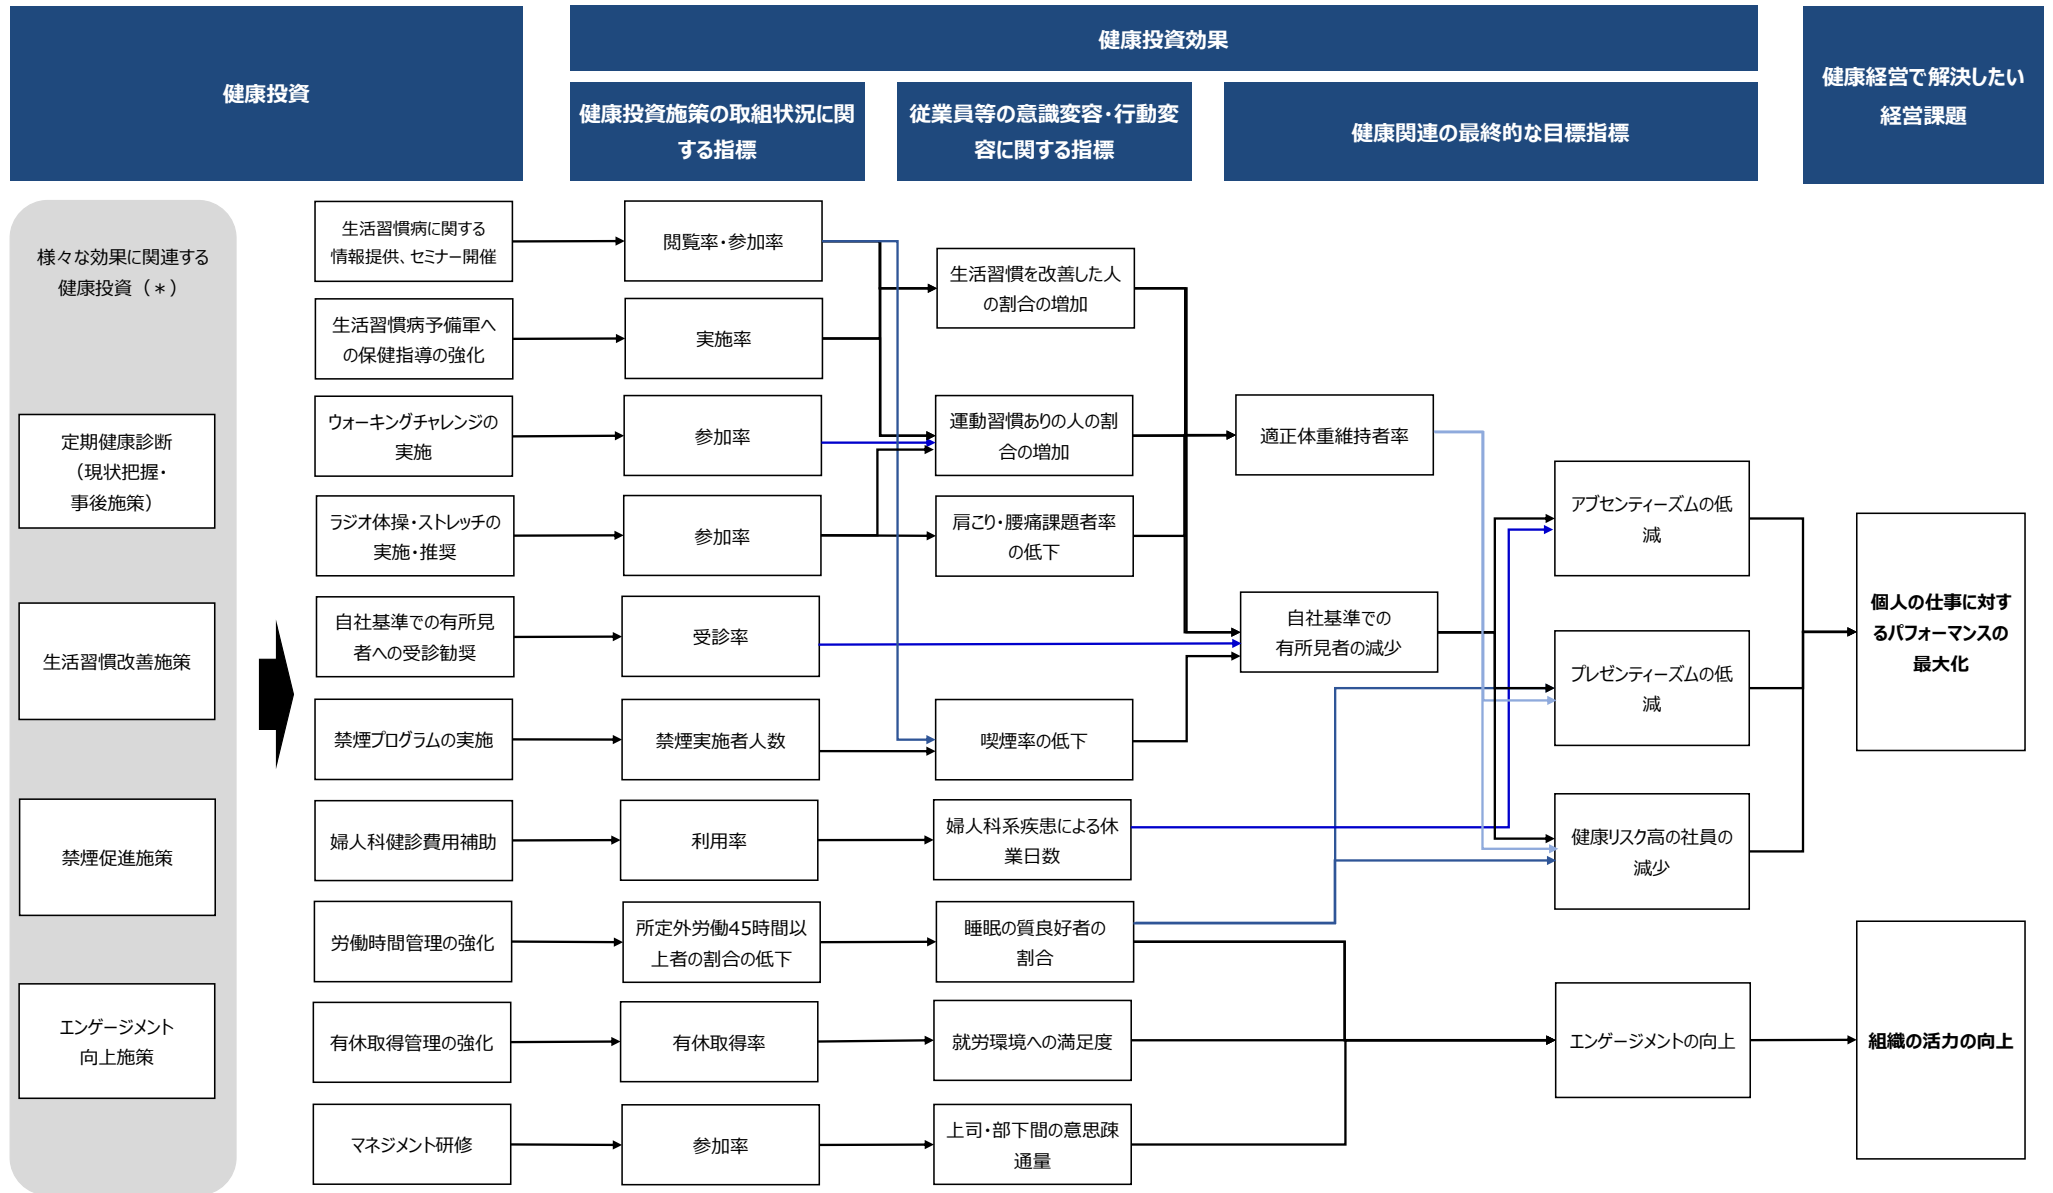 健康投資
健康投資効果
健康経営で解決したい
経営課題
健康投資施策の取組状況に関
する指標
従業員等の意識変容・行動変
容に関する指標
健康関連の最終的な目標指標
様々な効果に関連する
健康投資（＊）
定期健康診断
（現状把握・
事後施策）
生活習慣改善施策
禁煙促進施策
エンゲージメント
向上施策
生活習慣病に関する
情報提供、セミナー開催
生活習慣病予備軍へ
の保健指導の強化
ウォーキングチャレンジの
実施
ラジオ体操・ストレッチの
実施・推奨
自社基準での有所見
者への受診勧奨
禁煙プログラムの実施
婦人科健診費用補助
労働時間管理の強化
有休取得管理の強化
マネジメント研修
閲覧率・参加率
実施率
参加率
参加率
受診率
禁煙実施者人数
利用率
所定外労働45時間以
上者の割合の低下
有休取得率
参加率
生活習慣を改善した人
の割合の増加
運動習慣ありの人の割
合の増加
肩こり・腰痛課題者率
の低下
喫煙率の低下
婦人科系疾患による休
業日数
睡眠の質良好者の
割合
就労環境への満足度
上司・部下間の意思疎
通量
適正体重維持者率
自社基準での
有所見者の減少
アブセンティーズムの低
減
プレゼンティーズムの低
減
健康リスク高の社員の
減少
エンゲージメントの向上
個人の仕事に対す
るパフォーマンスの
最大化
組織の活力の向上